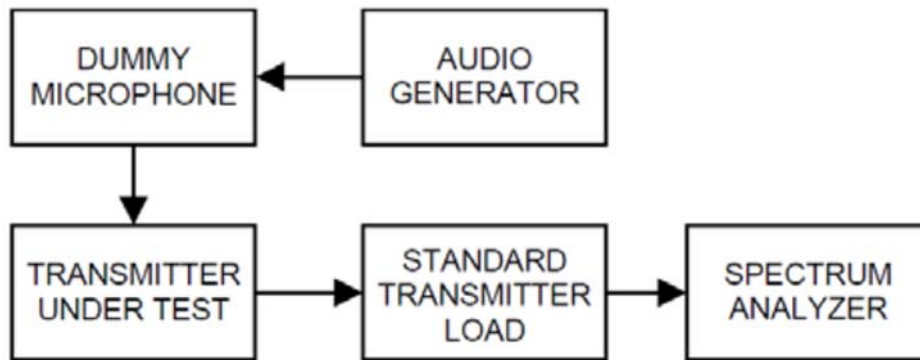 DUMMY
MICROPHONE
AUDIO
GENERATOR
TRANSMITTER
UNDER TEST
STANDARD
TRANSMITTER
LOAD
SPECTRUM
ANALYZER